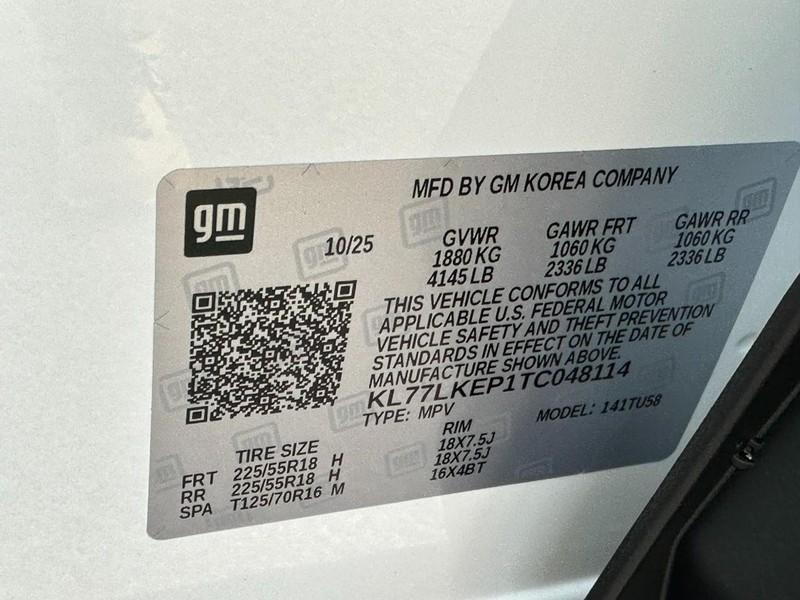 gm
MFD BY GM KOREA COMPANY
10/25
GVWR GAWR FRT GAWR RR
1880 KG 1060 KG 1060 KG
4145 LB 2336 LB 2336 LB
THIS VEHICLE CONFORMS TO ALL
APPLICABLE U.S. FEDERAL MOTOR
VEHICLE SAFETY AND THEFT PREVENTION
STANDARDS IN EFFECT ON THE DATE OF
MANUFACTURE SHOWN ABOVE.
KL77LKEP1TC048114
TYPE: MPV MODEL: 141TU58
TIRE SIZE RIM
FRT 225/55R18 H 18X7.5J
RR 225/55R18 H 18X7.5J
SPA T125/70R16 M 16X4BT